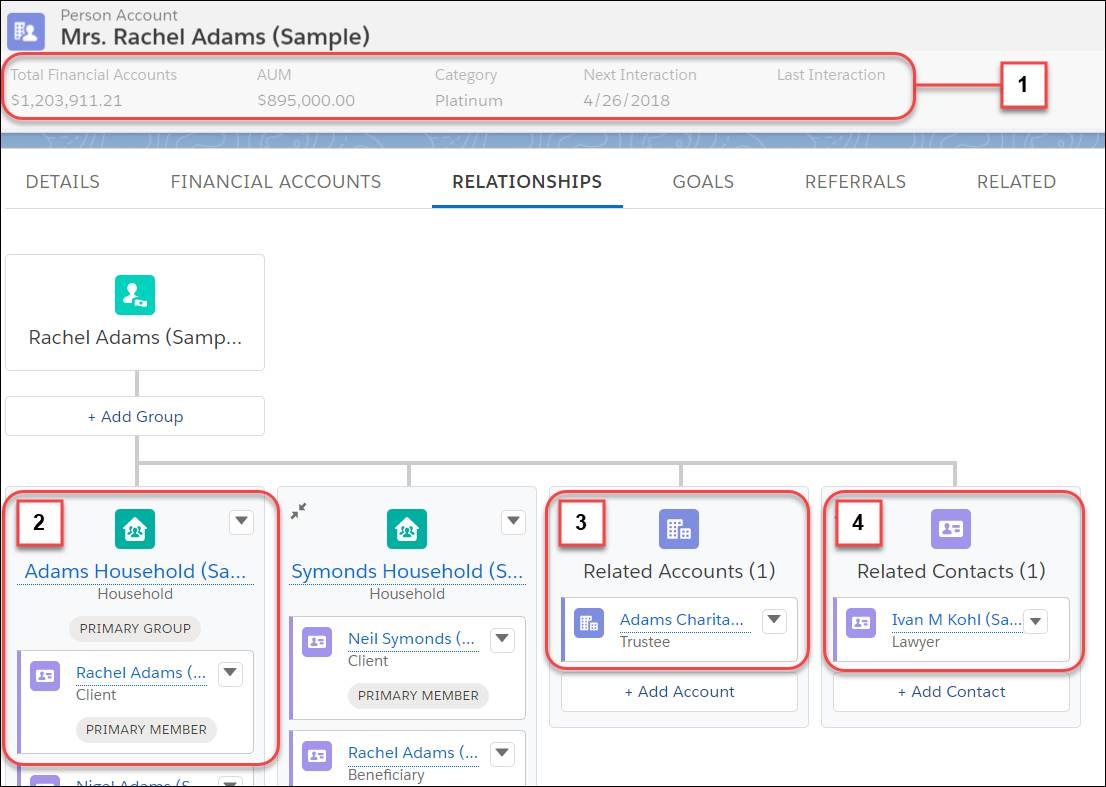 Person Account
Mrs. Rachel Adams (Sample)
Total Financial Accounts AUM Category Next Interaction Last Interaction
$1,203,911.21 $895,000.00 Platinum 4/26/2018
1
DETAILS FINANCIAL ACCOUNTS RELATIONSHIPS GOALS REFERRALS RELATED
Rachel Adams (Samp...
+ Add Group
2
Adams Household (Sa...
Household
PRIMARY GROUP
Rachel Adams (...
Client
PRIMARY MEMBER
Nigel Adams (S
Symonds Household (S...
Household
Neil Symonds (...
Client
PRIMARY MEMBER
Rachel Adams (...
Beneficiary
3
Related Accounts (1)
Adams Charita...
Trustee
+ Add Account
4
Related Contacts (1)
Ivan M Kohl (Sa...
Lawyer
+ Add Contact